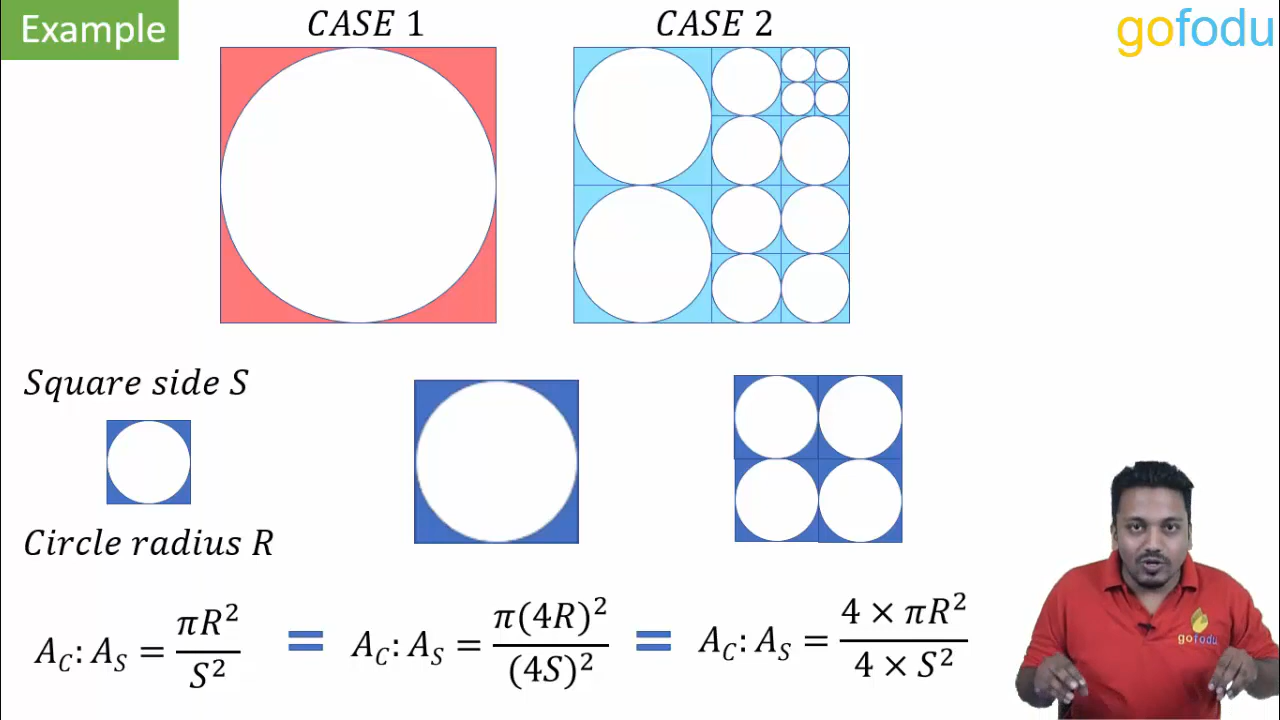 Example
CASE 1
CASE 2
gofodu
Square side S
Circle radius R
A_C : A_S = πR² / S² = A_C : A_S = π(4R)² / (4S)² = A_C : A_S = 4 × πR² / 4 × S²
gofodu